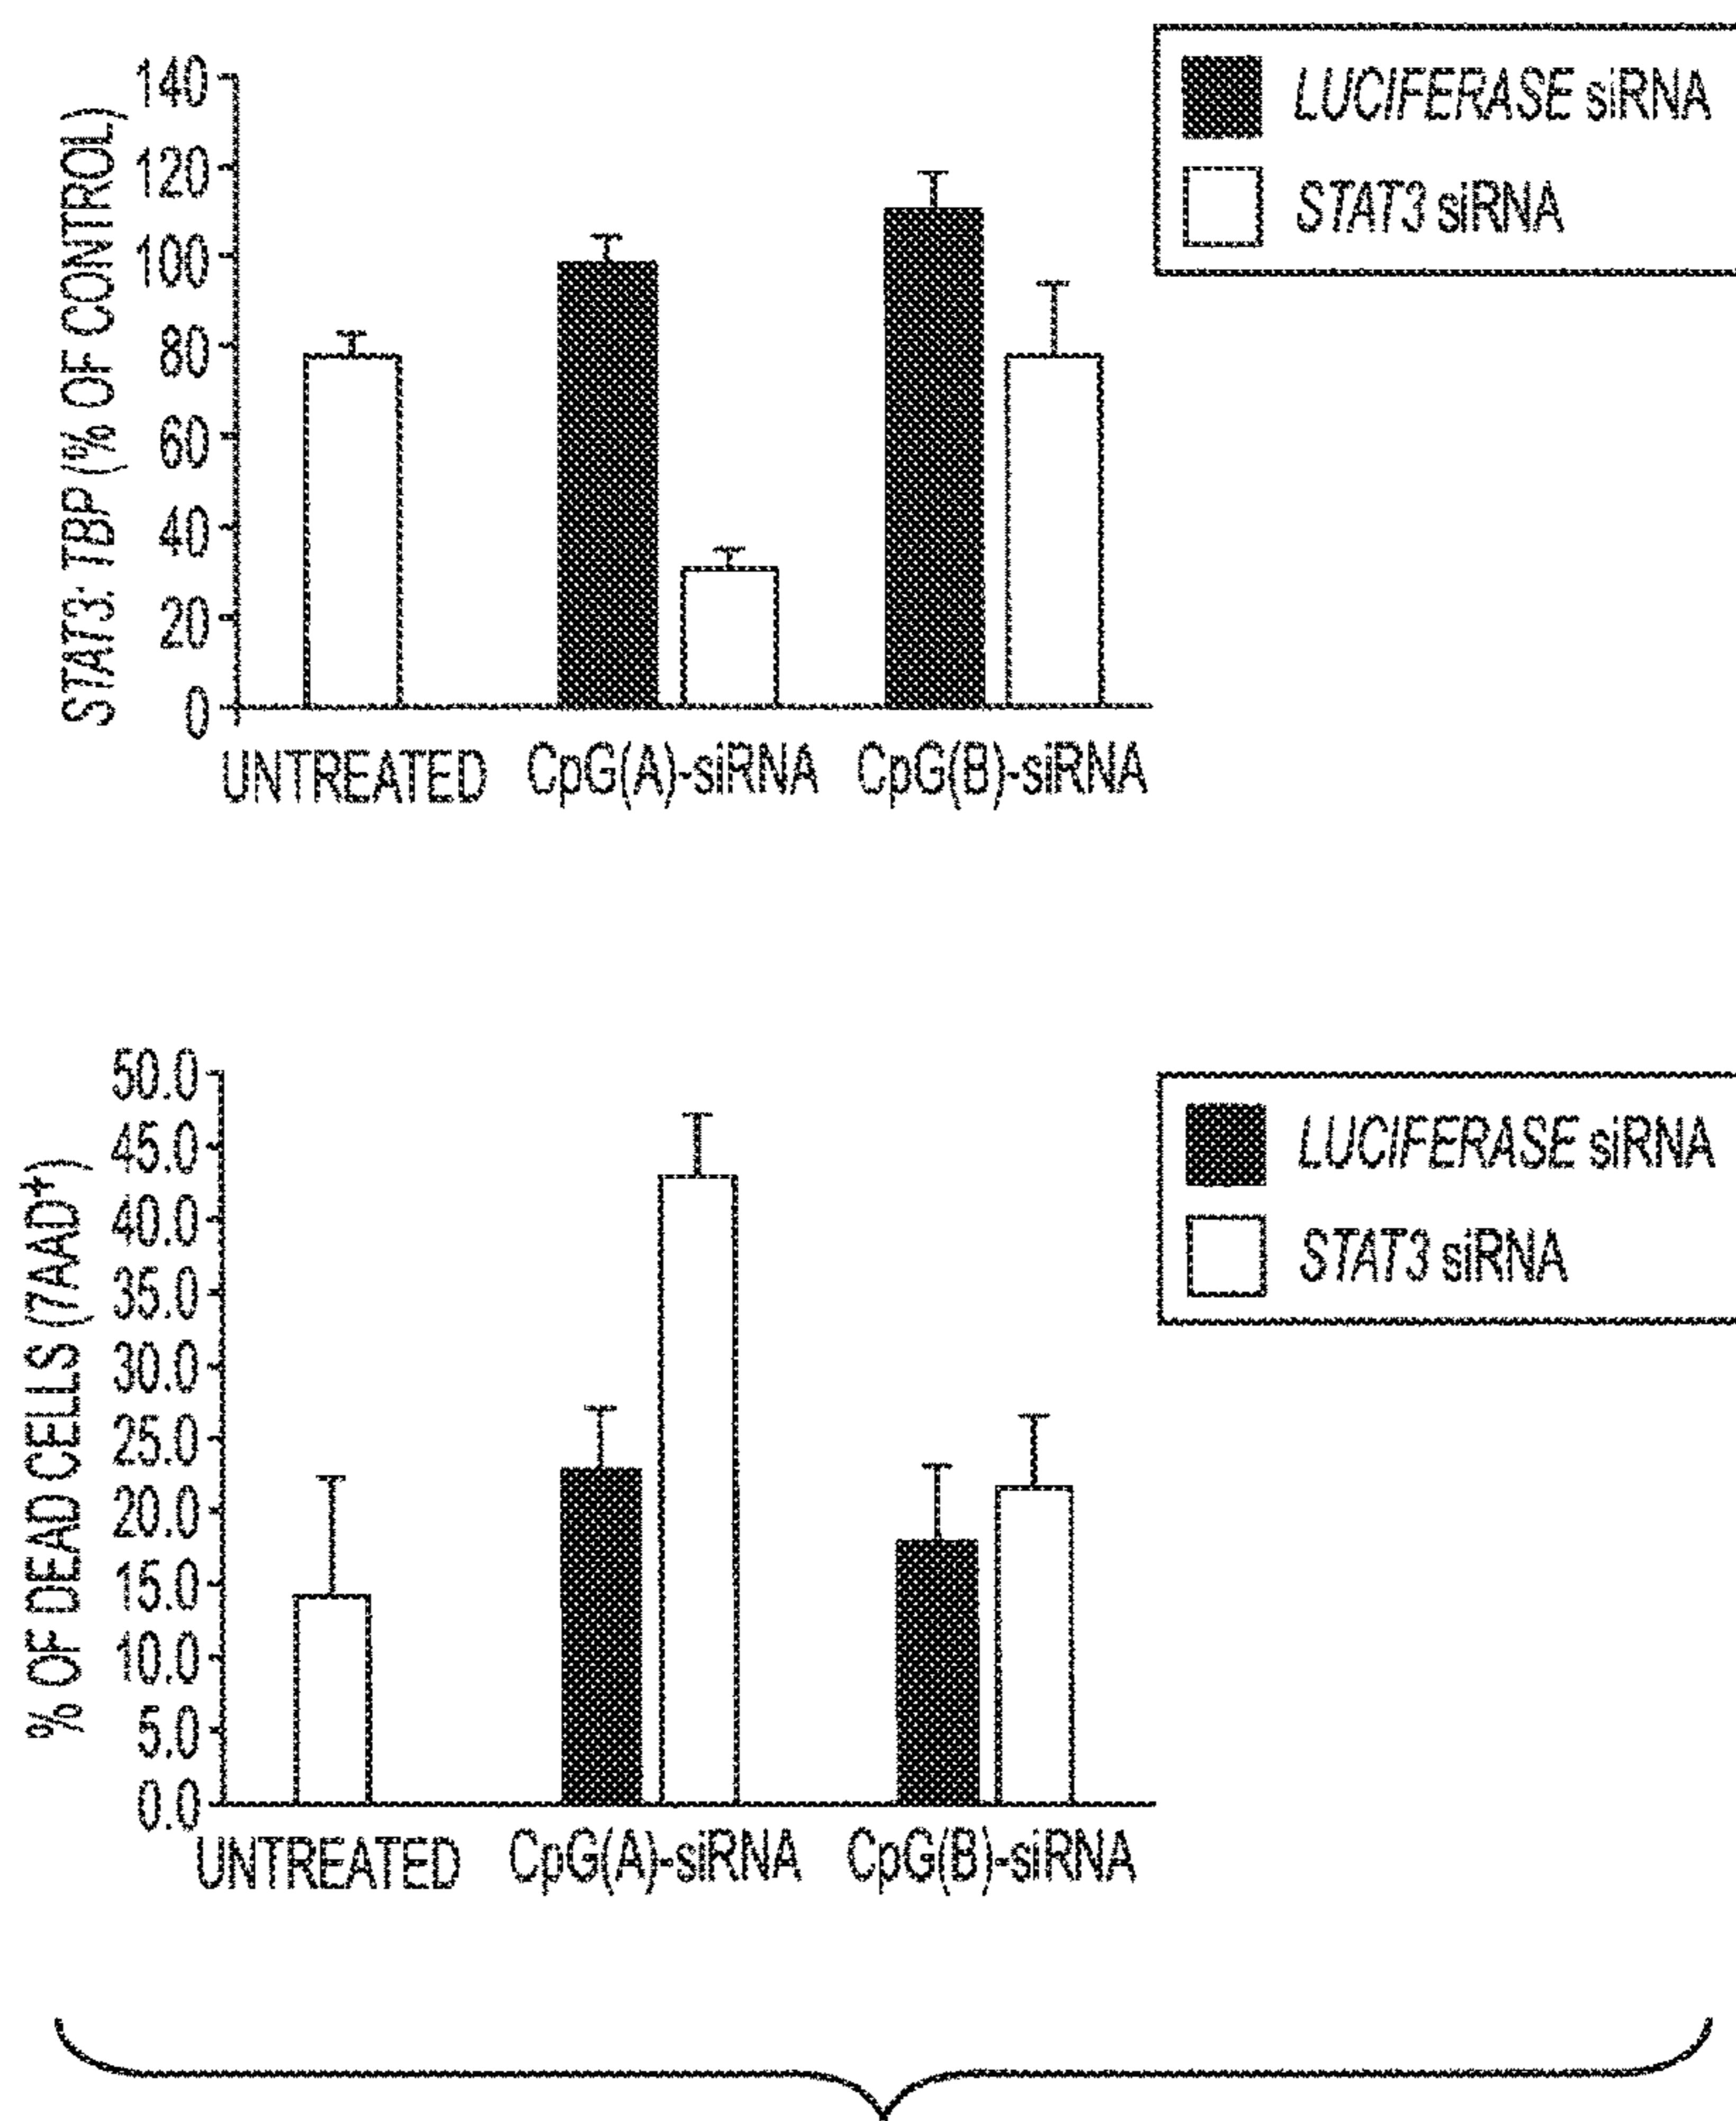 STAT3: TBP (% OF CONTROL)
140
120
100
80
60
40
20
0
UNTREATED CpG(A)-siRNA CpG(B)-siRNA
LUCIFERASE siRNA
STAT3 siRNA
% OF DEAD CELLS (7AAD⁺)
50.0
45.0
40.0
35.0
30.0
25.0
20.0
15.0
10.0
5.0
0.0
UNTREATED CpG(A)-siRNA CpG(B)-siRNA
LUCIFERASE siRNA
STAT3 siRNA